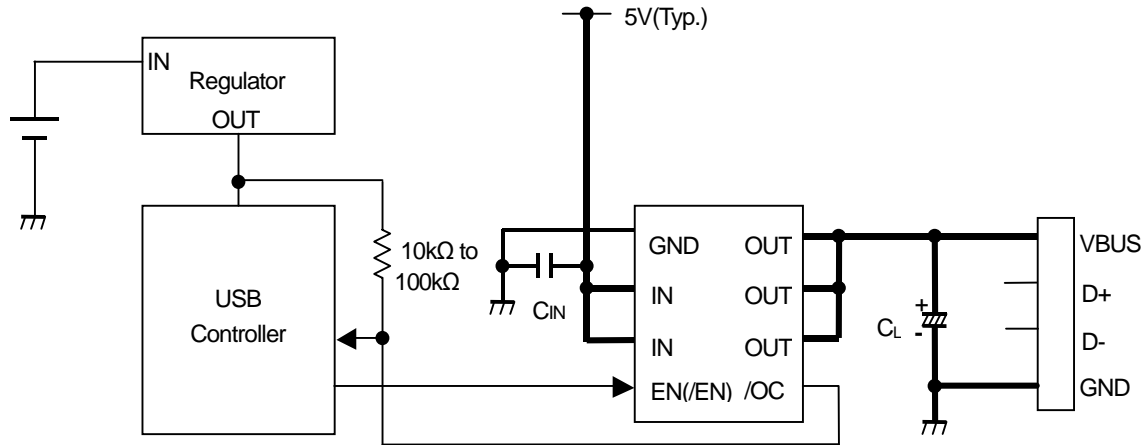 5V(Typ.)
IN
Regulator
OUT
10kΩ to
100kΩ
USB
Controller
CIN
GND
OUT
IN
OUT
IN
OUT
EN(/EN)
/OC
+
CL
-
VBUS
D+
D-
GND